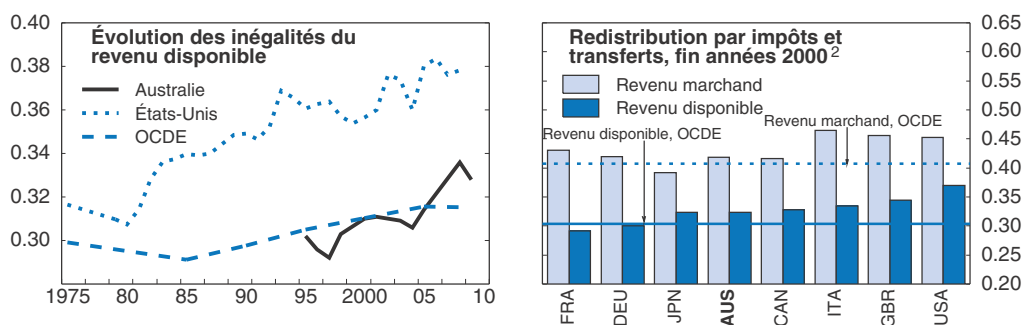 Évolution des inégalités du
revenu disponible
Australie
États-Unis
OCDE
0.40
0.38
0.36
0.34
0.32
0.30
1975 80 85 90 95 2000 05 10
Redistribution par impôts et
transferts, fin années 2000 2
Revenu marchand
Revenu disponible
Revenu disponible, OCDE
Revenu marchand, OCDE
0.65
0.60
0.55
0.50
0.45
0.40
0.35
0.30
0.25
0.20
FRA
DEU
JPN
AUS
CAN
ITA
GBR
USA